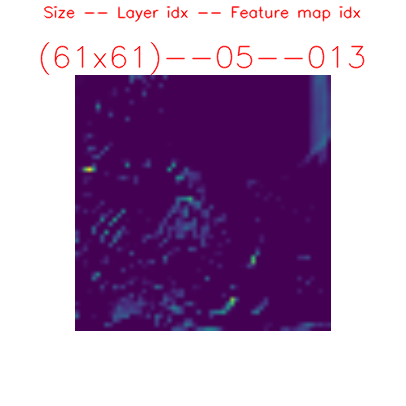 Size -- Layer idx -- Feature map idx
(61x61)--05--013